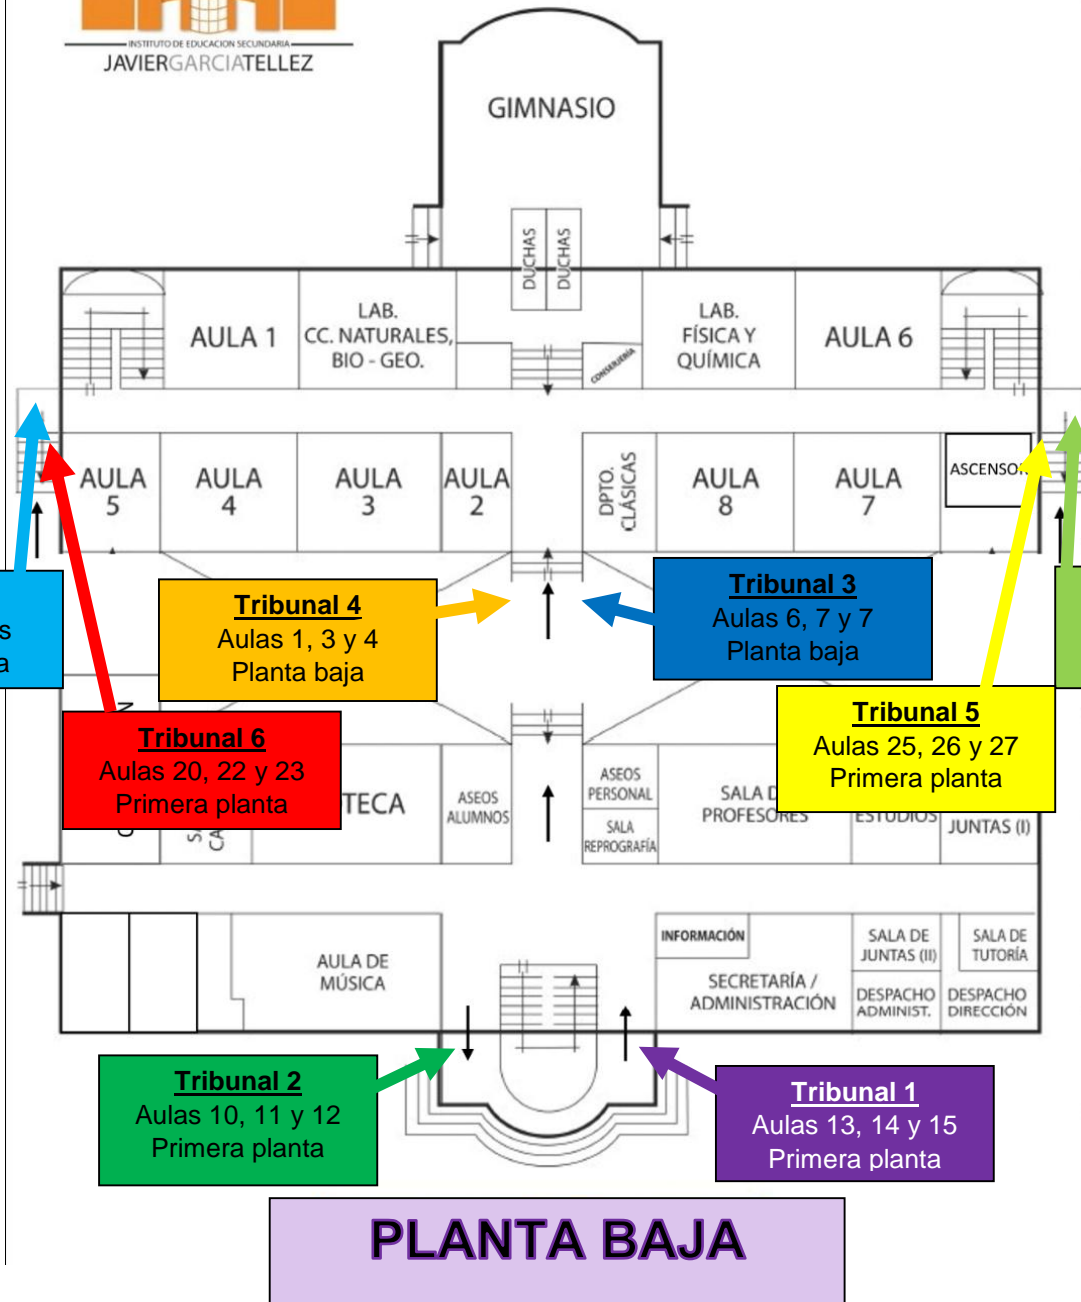 INSTITUTO DE EDUCACION SECUNDARIA
JAVIERGARCIATELLEZ
GIMNASIO
DUCHAS
DUCHAS
AULA 1
LAB.
CC. NATURALES,
BIO - GEO.
CONSERJERÍA
LAB.
FÍSICA Y
QUÍMICA
AULA 6
AULA
5
AULA
4
AULA
3
AULA
2
DPTO.
CLÁSICAS
AULA
8
AULA
7
ASCENSOR
s
a
Tribunal 4
Aulas 1, 3 y 4
Planta baja
Tribunal 3
Aulas 6, 7 y 7
Planta baja
Tribunal 6
Aulas 20, 22 y 23
Primera planta
Tribunal 5
Aulas 25, 26 y 27
Primera planta
N
TECA
ASEOS
ALUMNOS
ASEOS
PERSONAL
SALA
REPROGRAFÍA
SALA D
PROFESORES
ESTUDIOS
JUNTAS (I)
AULA DE
MÚSICA
INFORMACIÓN
SECRETARÍA /
ADMINISTRACIÓN
SALA DE
JUNTAS (II)
SALA DE
TUTORÍA
DESPACHO
ADMINIST.
DESPACHO
DIRECCIÓN
Tribunal 2
Aulas 10, 11 y 12
Primera planta
Tribunal 1
Aulas 13, 14 y 15
Primera planta
PLANTA BAJA